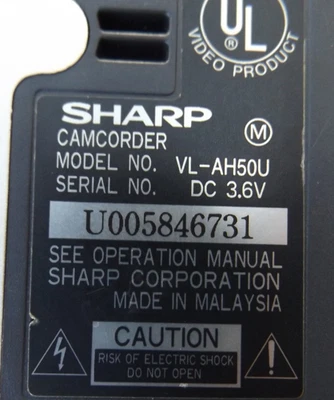 UL
®
VIDEO PRODUCT
SHARP
CAMCORDER Ⓜ
MODEL NO. VL-AH50U
SERIAL NO. DC 3.6V
U005846731
SEE OPERATION MANUAL
SHARP CORPORATION
MADE IN MALAYSIA
CAUTION
RISK OF ELECTRIC SHOCK
DO NOT OPEN